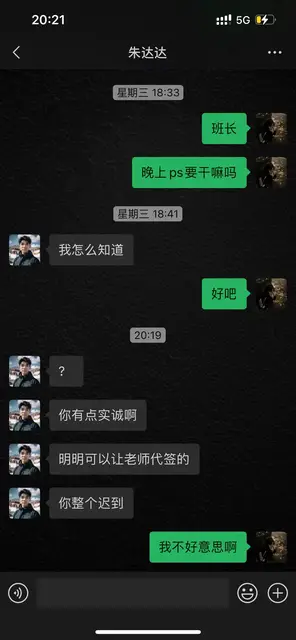 20:21
5G
朱达达
星期三 18:33
班长
晚上ps要干嘛吗
星期三 18:41
我怎么知道
好吧
20:19
?
你有点实诚啊
明明可以让老师代签的
你整个迟到
我不好意思啊